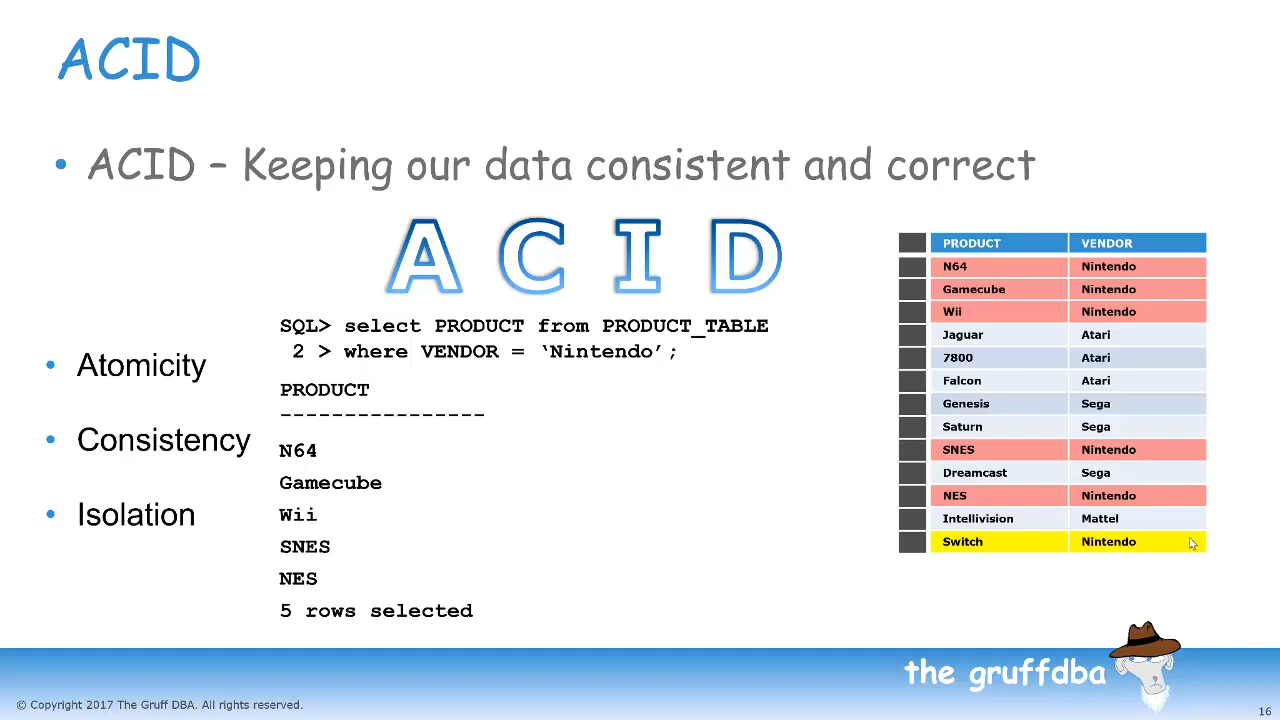 ACID
• ACID – Keeping our data consistent and correct
A C I D
SQL> select PRODUCT from PRODUCT_TABLE
2 > where VENDOR = ‘Nintendo’;
PRODUCT
----------------
N64
Gamecube
Wii
SNES
NES
5 rows selected
• Atomicity
• Consistency
• Isolation
PRODUCT VENDOR
N64 Nintendo
Gamecube Nintendo
Wii Nintendo
Jaguar Atari
7800 Atari
Falcon Atari
Genesis Sega
Saturn Sega
SNES Nintendo
Dreamcast Sega
NES Nintendo
Intellivision Mattel
Switch Nintendo
the gruffdba
© Copyright 2017 The Gruff DBA. All rights reserved.
16